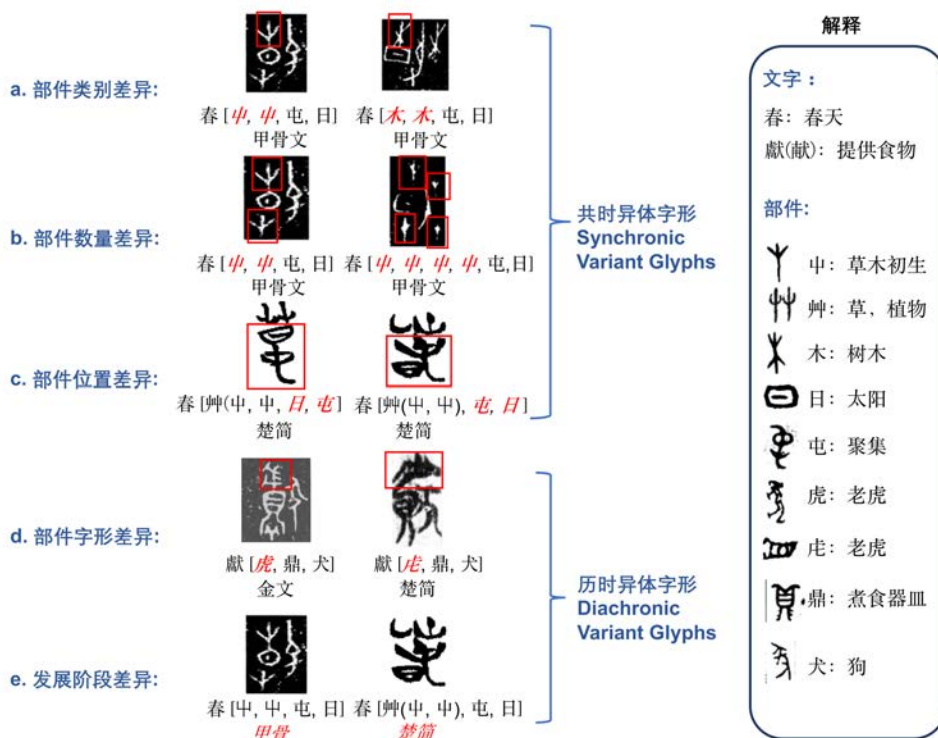 a. 部件类别差异:
春 [屮, 屮, 屯, 日]
甲骨文
春 [木, 木, 屯, 日]
甲骨文
b. 部件数量差异:
春 [屮, 屮, 屯, 日]
甲骨文
春 [屮, 屮, 屮, 屮, 屯,日]
甲骨文
c. 部件位置差异:
春 [艸(屮, 屮, 日, 屯]
楚简
春 [艸(屮, 屮), 屯, 日]
楚简
共时异体字形
Synchronic
Variant Glyphs
d. 部件字形差异:
獻 [虎, 鼎, 犬]
金文
獻 [虍, 鼎, 犬]
楚简
e. 发展阶段差异:
春 [屮, 屮, 屯, 日]
甲骨
春 [艸(屮, 屮), 屯, 日]
楚简
历时异体字形
Diachronic
Variant Glyphs
解释
文字 :
春: 春天
獻(献): 提供食物
部件:
屮: 草木初生
艸: 草, 植物
木: 树木
日: 太阳
屯: 聚集
虎: 老虎
虍: 老虎
鼎: 煮食器皿
犬: 狗